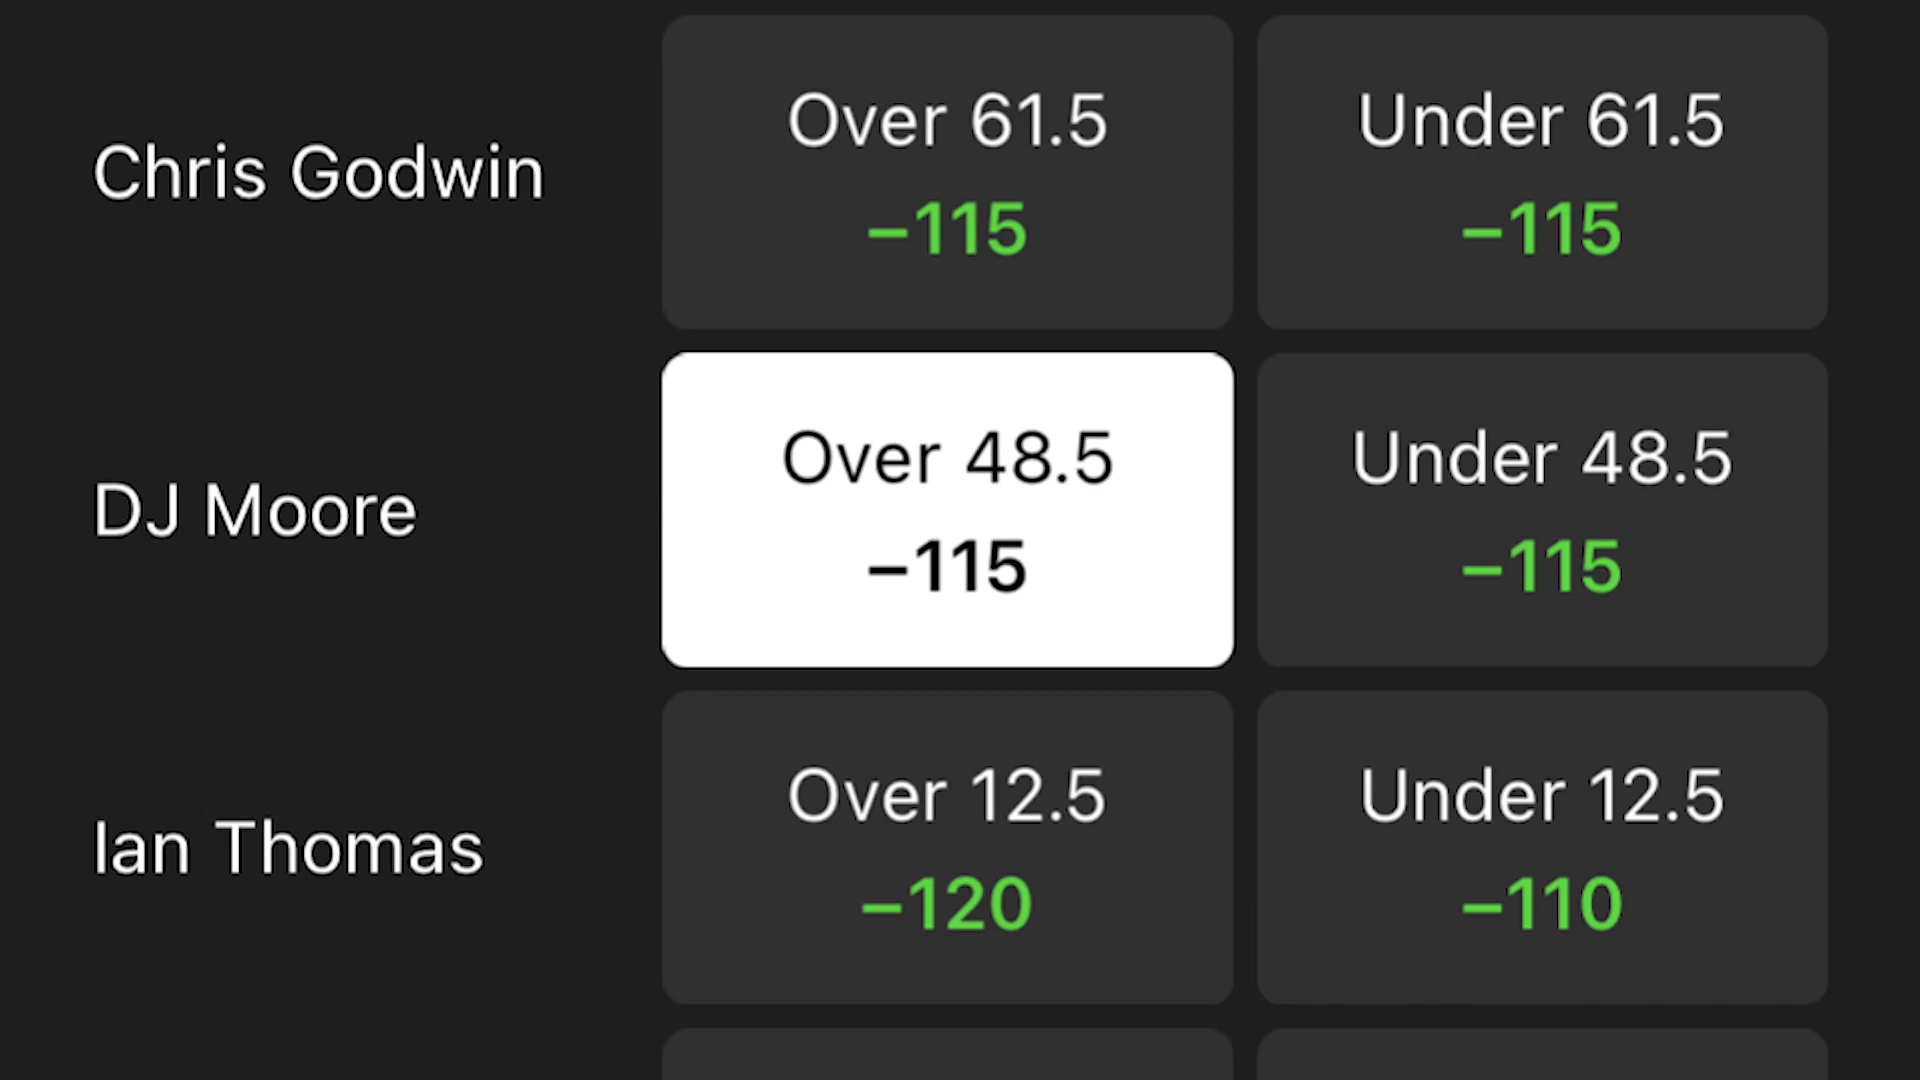 Chris Godwin
Over 61.5
–115
Under 61.5
–115
DJ Moore
Over 48.5
–115
Under 48.5
–115
Ian Thomas
Over 12.5
–120
Under 12.5
–110